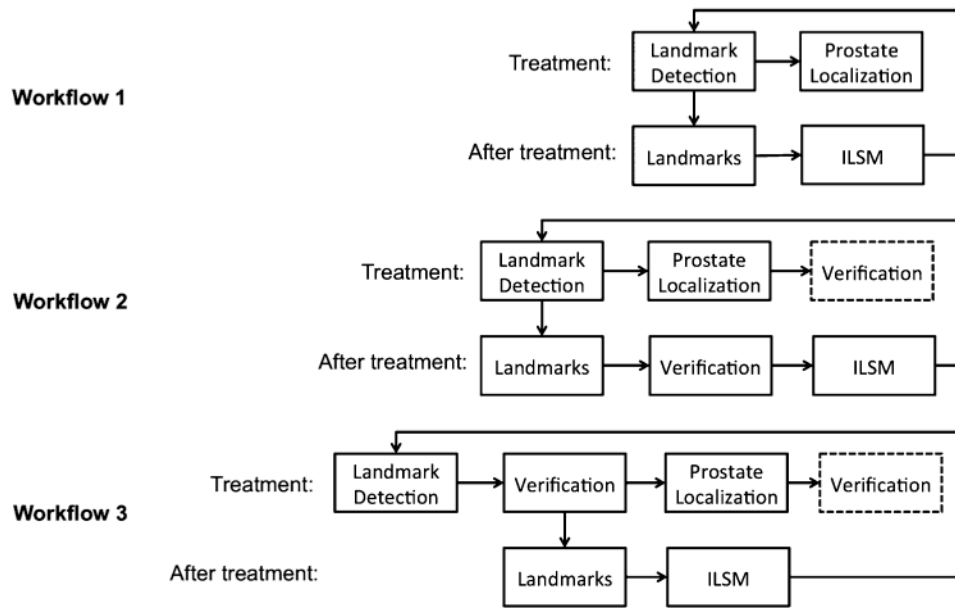 Workflow 1
Treatment:
Landmark
Detection
Prostate
Localization
After treatment:
Landmarks
ILSM
Workflow 2
Treatment:
Landmark
Detection
Prostate
Localization
Verification
After treatment:
Landmarks
Verification
ILSM
Workflow 3
Treatment:
Landmark
Detection
Verification
Prostate
Localization
Verification
After treatment:
Landmarks
ILSM